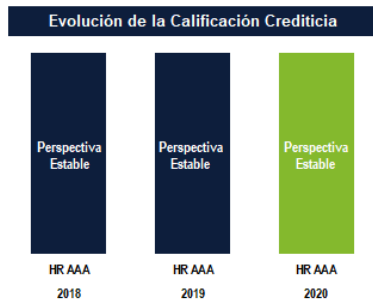 Evolución de la Calificación Crediticia
Perspectiva Estable
Perspectiva Estable
Perspectiva Estable
HR AAA HR AAA HR AAA
2018 2019 2020